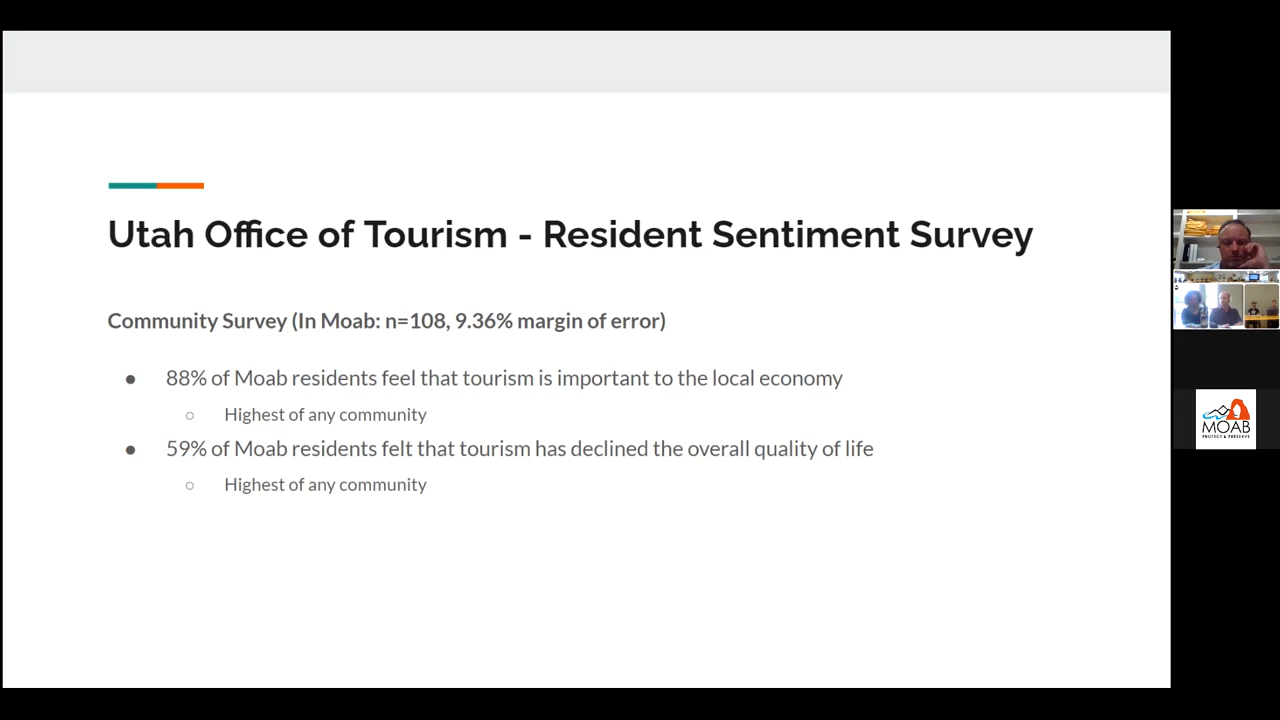 Utah Office of Tourism - Resident Sentiment Survey
Community Survey (In Moab: n=108, 9.36% margin of error)
● 88% of Moab residents feel that tourism is important to the local economy
○ Highest of any community
● 59% of Moab residents felt that tourism has declined the overall quality of life
○ Highest of any community
MOAB
PROTECT & PRESERVE